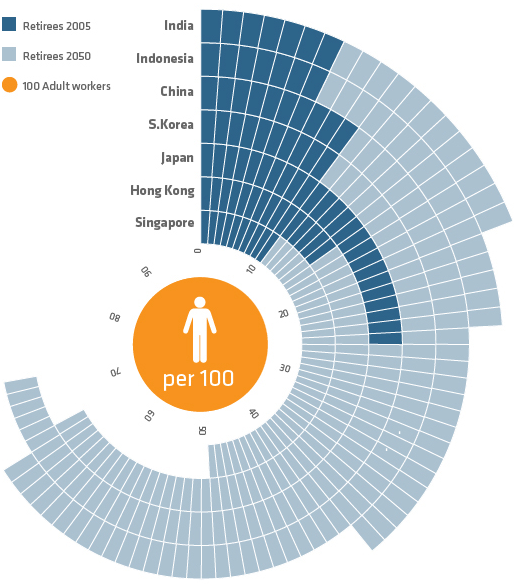 Retirees 2005
Retirees 2050
100 Adult workers
India
Indonesia
China
S.Korea
Japan
Hong Kong
Singapore
0
10
20
30
40
50
60
70
80
90
per 100